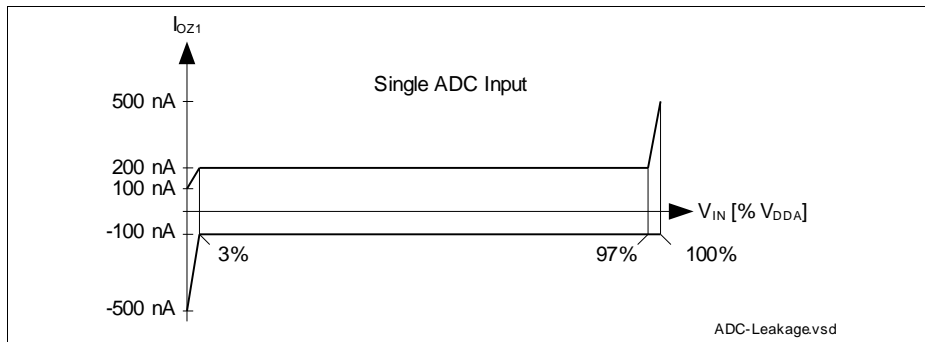 I_OZ1
Single ADC Input
500 nA
200 nA
100 nA
V_IN [% V_DDA]
-100 nA
3%
97%
100%
-500 nA
ADC-Leakage.vsd